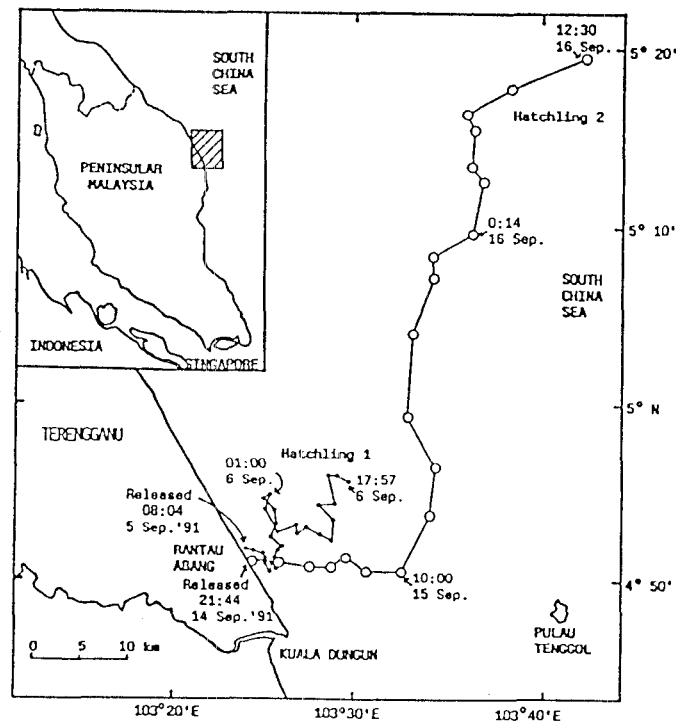 SOUTH
CHINA
SEA
PENINSULAR
MALAYSIA
INDONESIA
SINGAPORE
12:30
16 Sep.
5° 20'
Hatchling 2
0:14
16 Sep.
5° 10'
SOUTH
CHINA
SEA
5° N
TERENGGANU
Hatchling 1
01:00
6 Sep.
17:57
6 Sep.
Released
08:04
5 Sep.'91
RANTAU
ABANG
Released
21:44
14 Sep.'91
10:00
15 Sep.
4° 50'
0 5 10 km
KUALA DUNGUN
PULAU
TENGGOL
103°20'E 103°30'E 103°40'E